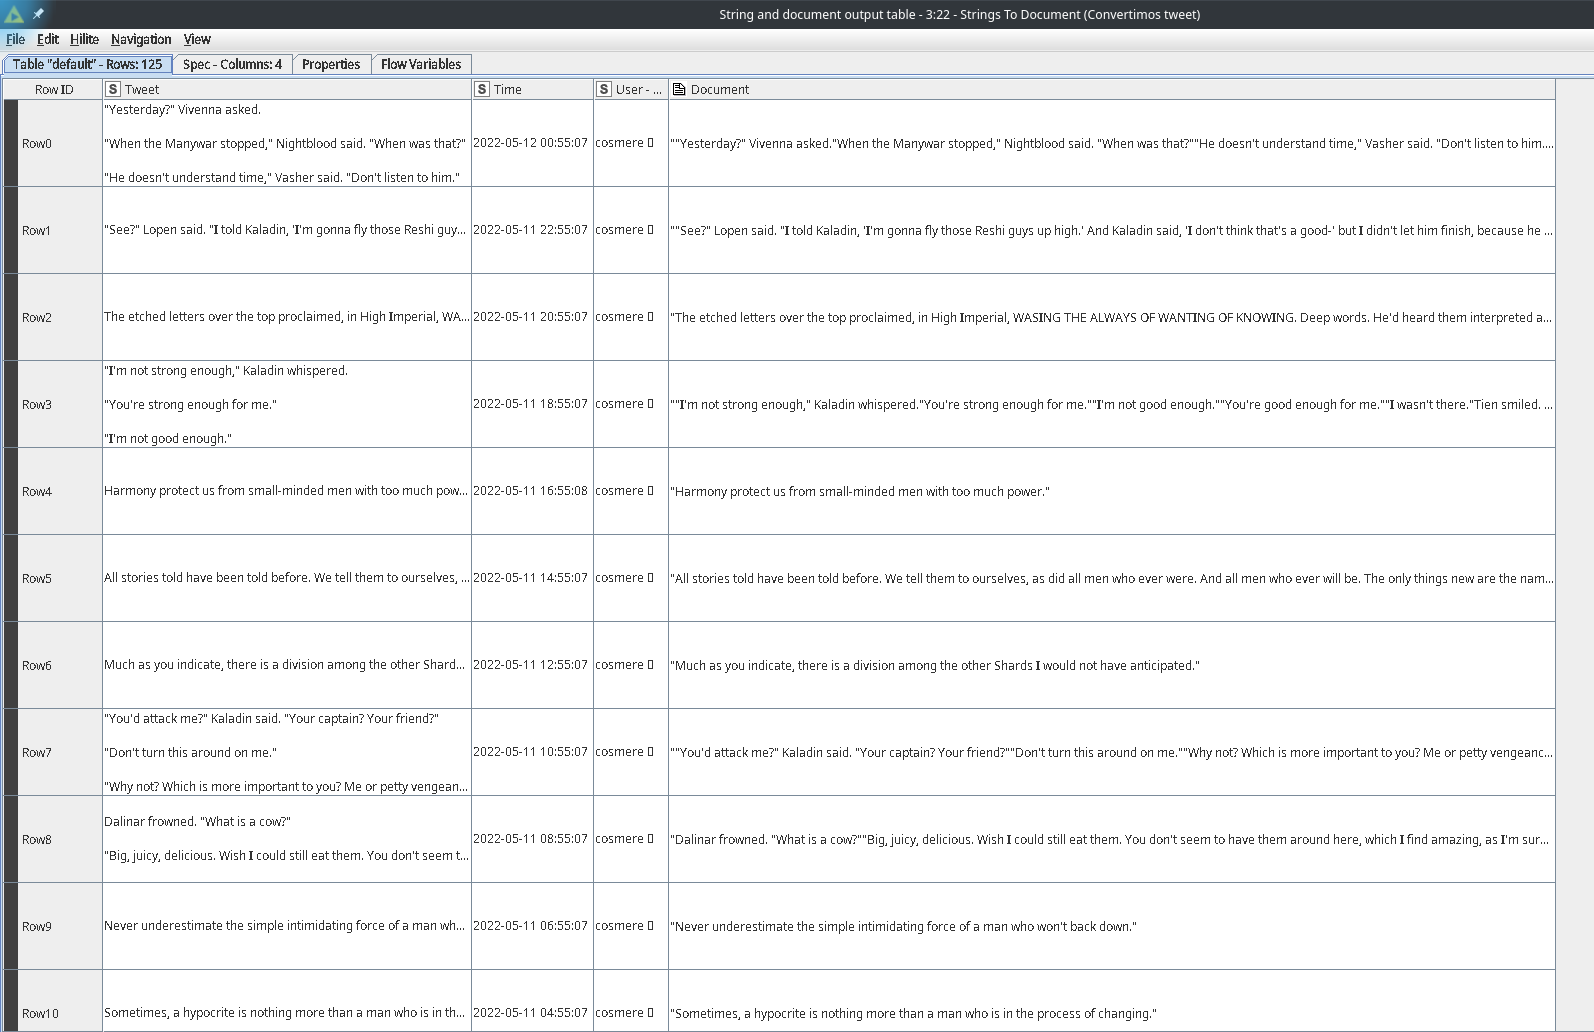 String and document output table - 3:22 - Strings To Document (Convertimos tweet)
File Edit Hilite Navigation View
Table "default" - Rows: 125 Spec - Columns: 4 Properties Flow Variables
Row ID S Tweet S Time S User - ... Document
"Yesterday?" Vivenna asked.
Row0 "When the Manywar stopped," Nightblood said. "When was that?" 2022-05-12 00:55:07 cosmere ▯ ""Yesterday?" Vivenna asked."When the Manywar stopped," Nightblood said. "When was that?""He doesn't understand time," Vasher said. "Don't listen to him....
"He doesn't understand time," Vasher said. "Don't listen to him."
Row1 "See?" Lopen said. "I told Kaladin, 'I'm gonna fly those Reshi guy... 2022-05-11 22:55:07 cosmere ▯ ""See?" Lopen said. "I told Kaladin, 'I'm gonna fly those Reshi guys up high.' And Kaladin said, 'I don't think that's a good-' but I didn't let him finish, because he ...
Row2 The etched letters over the top proclaimed, in High Imperial, WA... 2022-05-11 20:55:07 cosmere ▯ "The etched letters over the top proclaimed, in High Imperial, WASING THE ALWAYS OF WANTING OF KNOWING. Deep words. He'd heard them interpreted a...
"I'm not strong enough," Kaladin whispered.
Row3 "You're strong enough for me." 2022-05-11 18:55:07 cosmere ▯ ""I'm not strong enough," Kaladin whispered."You're strong enough for me.""I'm not good enough.""You're good enough for me.""I wasn't there."Tien smiled. ...
"I'm not good enough."
Row4 Harmony protect us from small-minded men with too much pow... 2022-05-11 16:55:08 cosmere ▯ "Harmony protect us from small-minded men with too much power."
Row5 All stories told have been told before. We tell them to ourselves, ... 2022-05-11 14:55:07 cosmere ▯ "All stories told have been told before. We tell them to ourselves, as did all men who ever were. And all men who ever will be. The only things new are the nam...
Row6 Much as you indicate, there is a division among the other Shard... 2022-05-11 12:55:07 cosmere ▯ "Much as you indicate, there is a division among the other Shards I would not have anticipated."
"You'd attack me?" Kaladin said. "Your captain? Your friend?"
Row7 "Don't turn this around on me." 2022-05-11 10:55:07 cosmere ▯ ""You'd attack me?" Kaladin said. "Your captain? Your friend?""Don't turn this around on me.""Why not? Which is more important to you? Me or petty vengeanc...
"Why not? Which is more important to you? Me or petty vengean...
Dalinar frowned. "What is a cow?"
Row8 2022-05-11 08:55:07 cosmere ▯ "Dalinar frowned. "What is a cow?""Big, juicy, delicious. Wish I could still eat them. You don't seem to have them around here, which I find amazing, as I'm sur...
"Big, juicy, delicious. Wish I could still eat them. You don't seem t...
Row9 Never underestimate the simple intimidating force of a man wh... 2022-05-11 06:55:07 cosmere ▯ "Never underestimate the simple intimidating force of a man who won't back down."
Row10 Sometimes, a hypocrite is nothing more than a man who is in th... 2022-05-11 04:55:07 cosmere ▯ "Sometimes, a hypocrite is nothing more than a man who is in the process of changing."